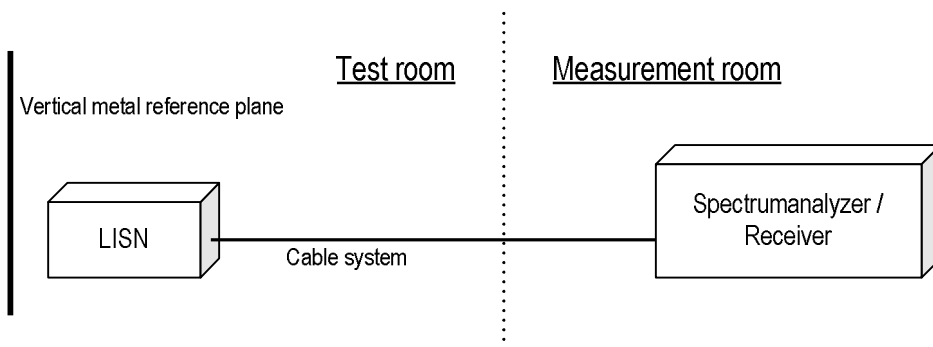 Test room
Measurement room
Vertical metal reference plane
LISN
Cable system
Spectrumanalyzer /
Receiver